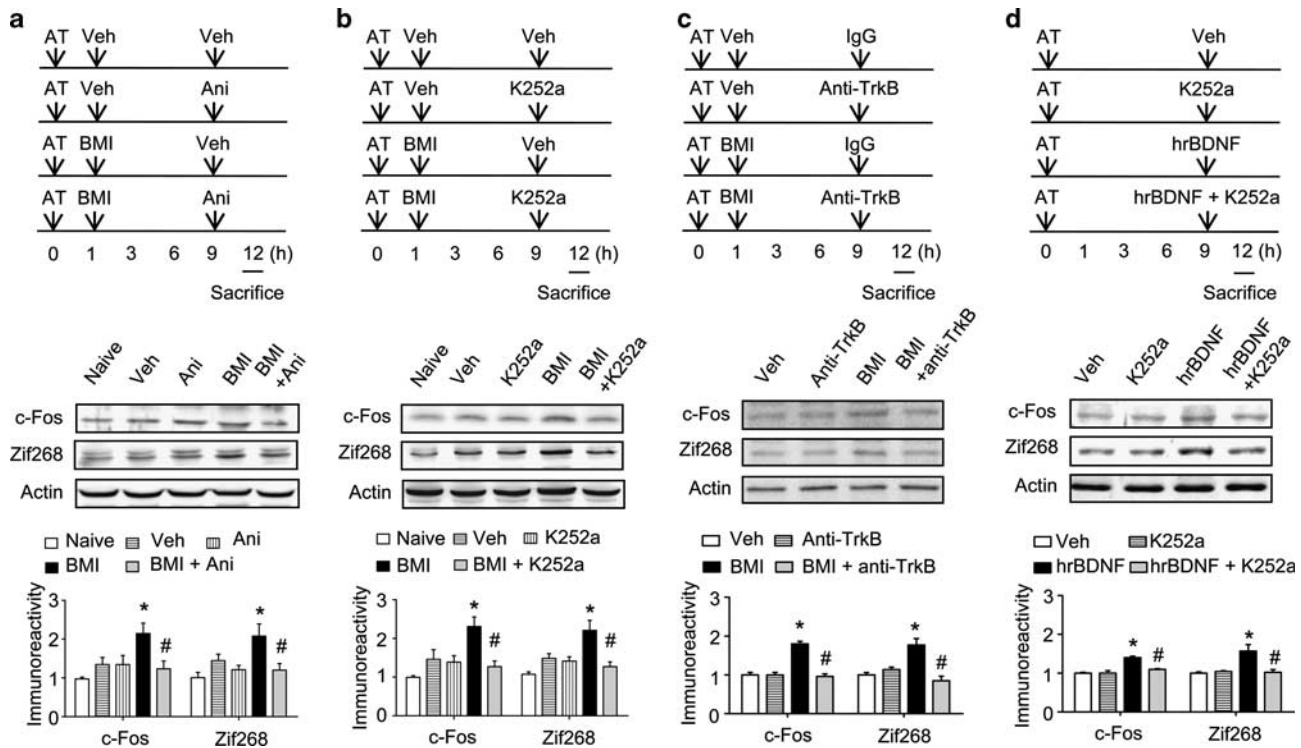 a
AT Veh Veh
AT Veh Ani
AT BMI Veh
AT BMI Ani
0 1 3 6 9 12 (h)
Sacrifice
Naive Veh Ani BMI BMI +Ani
c-Fos
Zif268
Actin
Naive Veh Ani
BMI BMI + Ani
Immunoreactivity
3
2
1
0
* # * #
c-Fos Zif268
b
AT Veh Veh
AT Veh K252a
AT BMI Veh
AT BMI K252a
0 1 3 6 9 12 (h)
Sacrifice
Naive Veh K252a BMI BMI +K252a
c-Fos
Zif268
Actin
Naive Veh K252a
BMI BMI + K252a
Immunoreactivity
3
2
1
0
* # * #
c-Fos Zif268
c
AT Veh IgG
AT Veh Anti-TrkB
AT BMI IgG
AT BMI Anti-TrkB
0 1 3 6 9 12 (h)
Sacrifice
Veh Anti-TrkB BMI BMI +anti-TrkB
c-Fos
Zif268
Actin
Veh Anti-TrkB
BMI BMI + anti-TrkB
Immunoreactivity
3
2
1
0
* # * #
c-Fos Zif268
d
AT Veh
AT K252a
AT hrBDNF
AT hrBDNF + K252a
0 1 3 6 9 12 (h)
Sacrifice
Veh K252a hrBDNF hrBDNF +K252a
c-Fos
Zif268
Actin
Veh K252a
hrBDNF hrBDNF + K252a
Immunoreactivity
3
2
1
0
* # * #
c-Fos Zif268